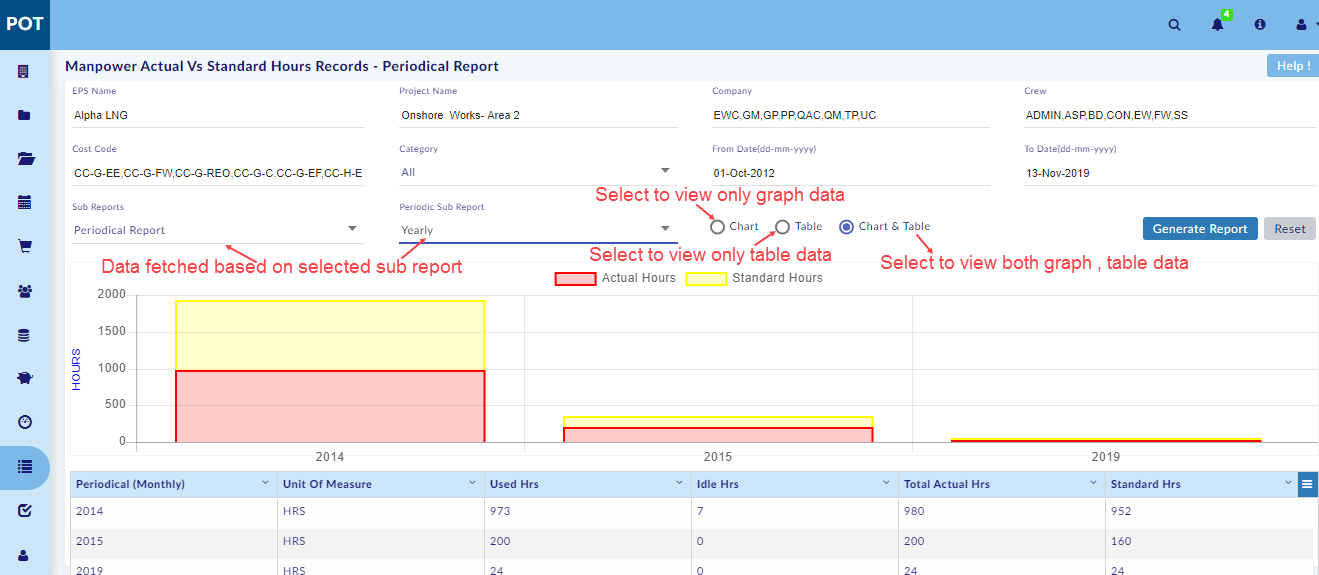 POT
4
Manpower Actual Vs Standard Hours Records - Periodical Report
Help !
EPS Name
Project Name
Company
Crew
Alpha LNG
Onshore Works- Area 2
EWC,GM,GP,PP,QAC,QM,TP,UC
ADMIN,ASP,BD,CON,EW,FW,SS
Cost Code
Category
From Date(dd-mm-yyyy)
To Date(dd-mm-yyyy)
CC-G-EE,CC-G-FW,CC-G-REO,CC-G-C,CC-G-EF,CC-H-E
All
01-Oct-2012
13-Nov-2019
Select to view only graph data
Sub Reports
Periodic Sub Report
Periodical Report
Yearly
Chart
Table
Chart & Table
Generate Report
Reset
Select to view only table data
Data fetched based on selected sub report
Select to view both graph , table data
Actual Hours
Standard Hours
HOURS
2000
1500
1000
500
0
2014
2015
2019
Periodical (Monthly)
Unit Of Measure
Used Hrs
Idle Hrs
Total Actual Hrs
Standard Hrs
2014
HRS
973
7
980
952
2015
HRS
200
0
200
160
2019
HRS
24
0
24
24